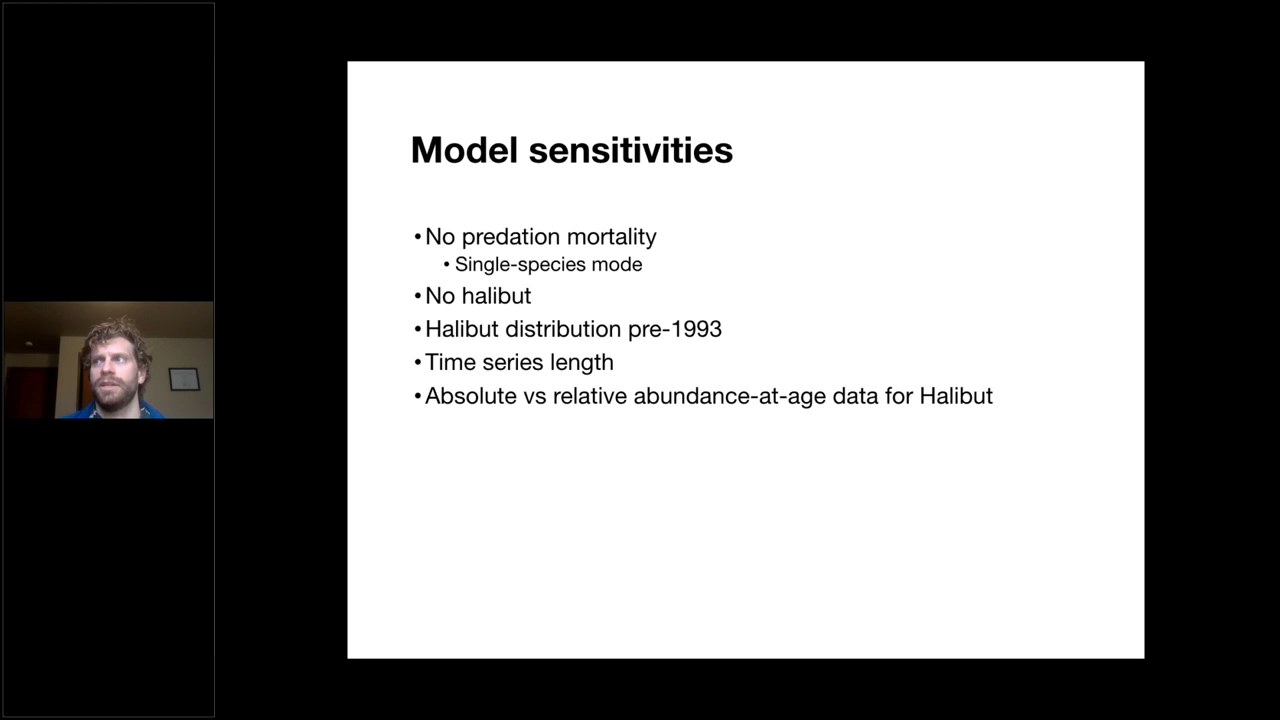 Model sensitivities
• No predation mortality
• Single-species mode
• No halibut
• Halibut distribution pre-1993
• Time series length
• Absolute vs relative abundance-at-age data for Halibut